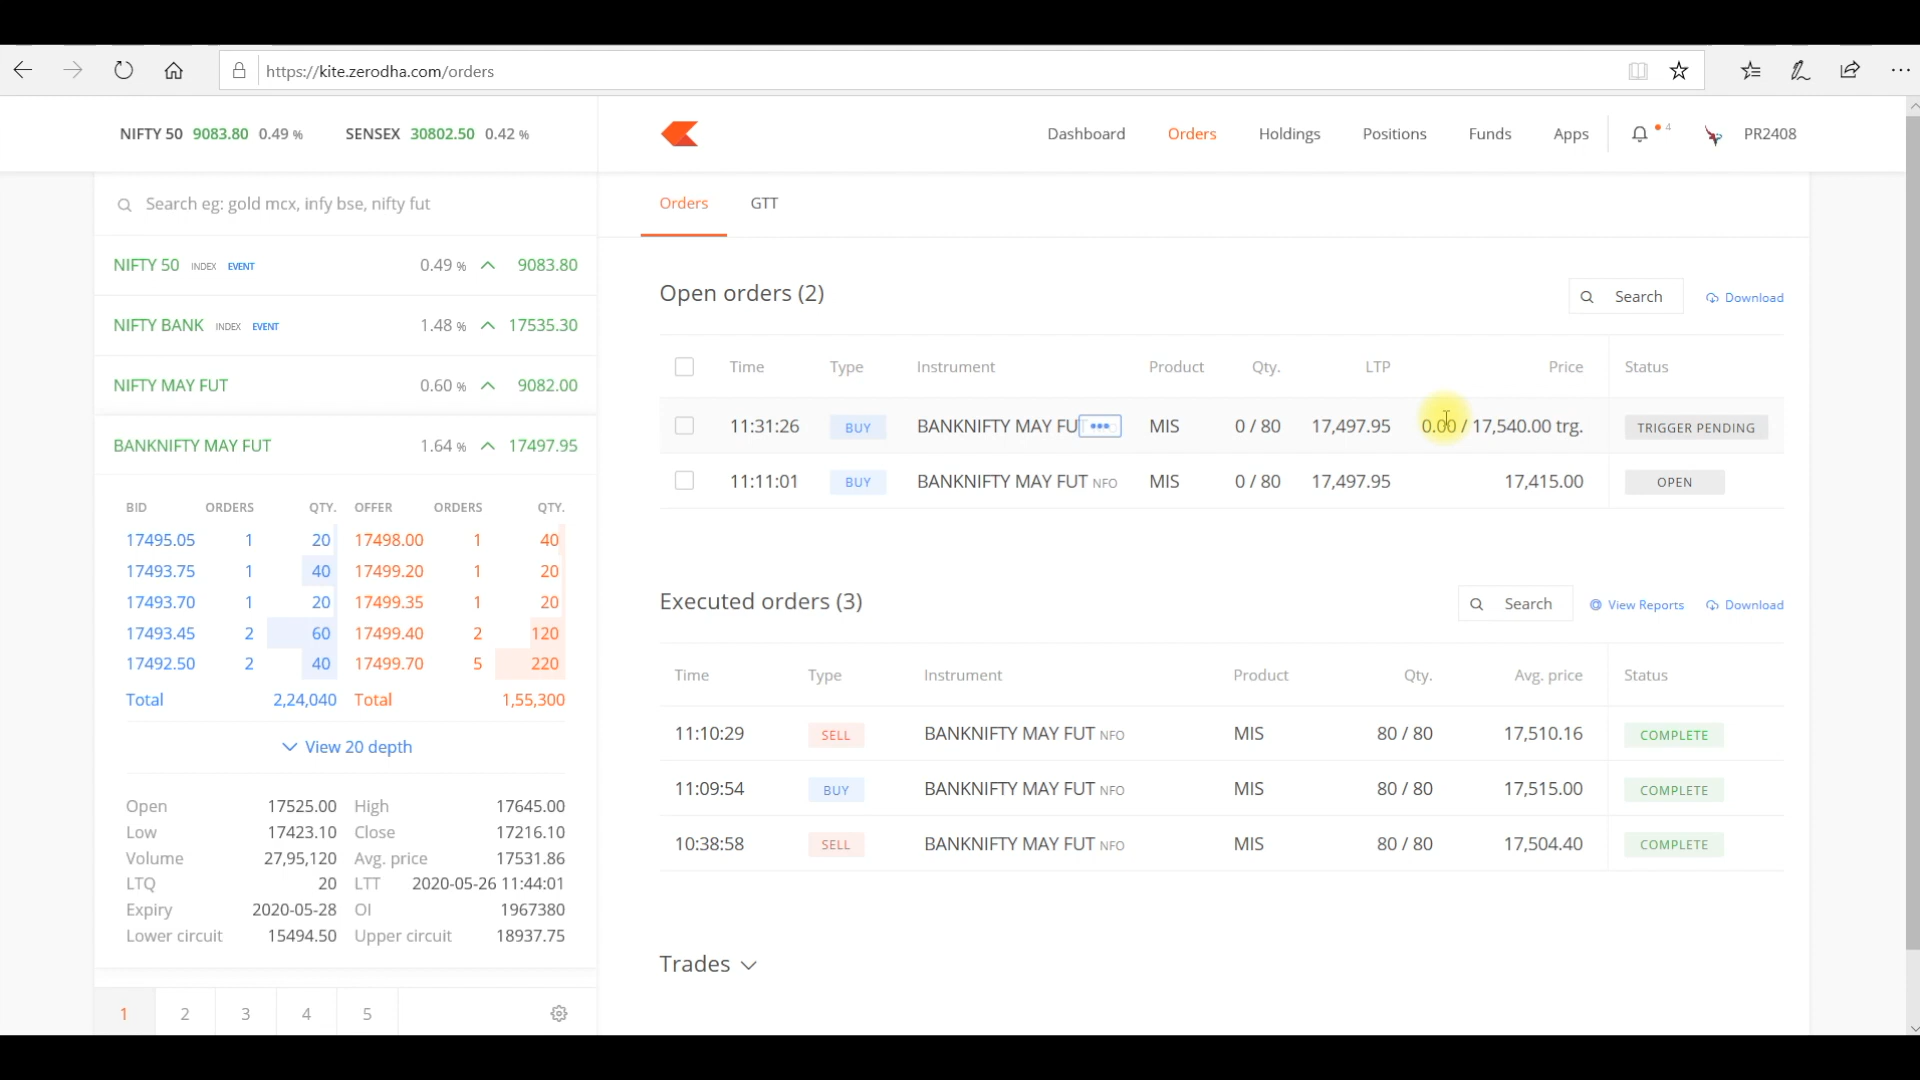 https://kite.zerodha.com/orders
NIFTY 50 9083.80 0.49 % SENSEX 30802.50 0.42 %
Dashboard Orders Holdings Positions Funds Apps 4 PR2408
Search eg: gold mcx, infy bse, nifty fut
NIFTY 50 INDEX EVENT 0.49 % 9083.80
NIFTY BANK INDEX EVENT 1.48 % 17535.30
NIFTY MAY FUT 0.60 % 9082.00
BANKNIFTY MAY FUT 1.64 % 17497.95
BID ORDERS QTY. OFFER ORDERS QTY.
17495.05 1 20 17498.00 1 40
17493.75 1 40 17499.20 1 20
17493.70 1 20 17499.35 1 20
17493.45 2 60 17499.40 2 120
17492.50 2 40 17499.70 5 220
Total 2,24,040 Total 1,55,300
View 20 depth
Open 17525.00 High 17645.00
Low 17423.10 Close 17216.10
Volume 27,95,120 Avg. price 17531.86
LTQ 20 LTT 2020-05-26 11:44:01
Expiry 2020-05-28 OI 1967380
Lower circuit 15494.50 Upper circuit 18937.75
1 2 3 4 5
Orders GTT
Open orders (2) Search Download
Time Type Instrument Product Qty. LTP Price Status
11:31:26 BUY BANKNIFTY MAY FUT MIS 0 / 80 17,497.95 0.00 / 17,540.00 trg. TRIGGER PENDING
11:11:01 BUY BANKNIFTY MAY FUT NFO MIS 0 / 80 17,497.95 17,415.00 OPEN
Executed orders (3) Search View Reports Download
Time Type Instrument Product Qty. Avg. price Status
11:10:29 SELL BANKNIFTY MAY FUT NFO MIS 80 / 80 17,510.16 COMPLETE
11:09:54 BUY BANKNIFTY MAY FUT NFO MIS 80 / 80 17,515.00 COMPLETE
10:38:58 SELL BANKNIFTY MAY FUT NFO MIS 80 / 80 17,504.40 COMPLETE
Trades